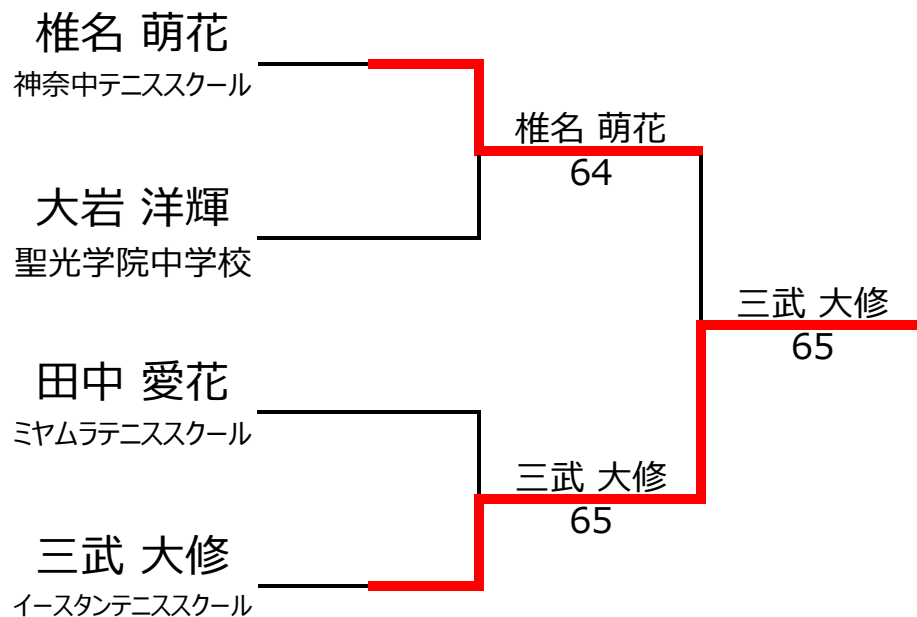 椎名 萌花
神奈中テニススクール
椎名 萌花
64
大岩 洋輝
聖光学院中学校
三武 大修
65
田中 愛花
ミヤムラテニススクール
三武 大修
65
三武 大修
イースタンテニススクール